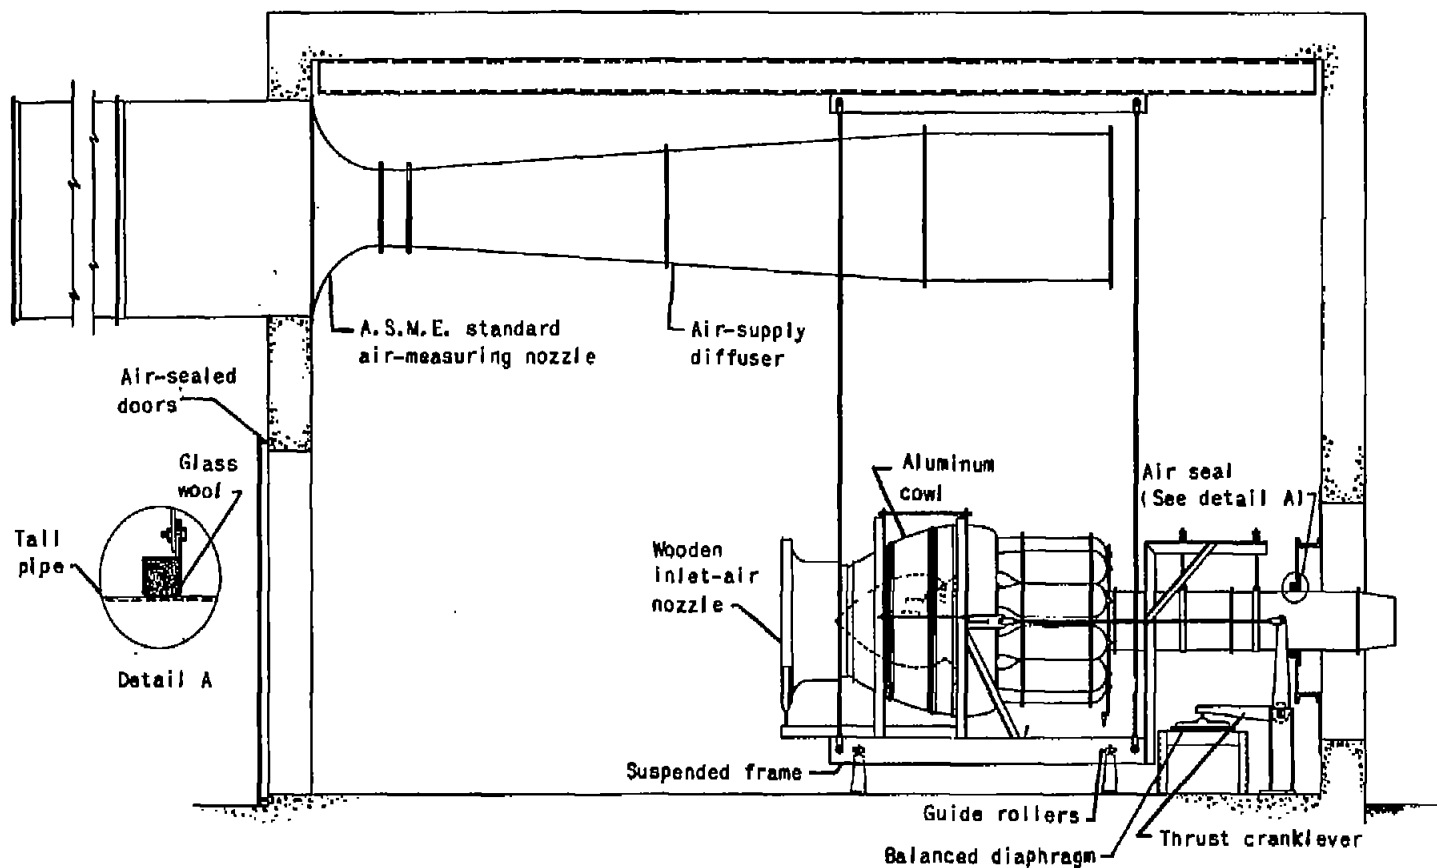 A.S.M.E. standard
air-measuring nozzle
Air-supply
diffuser
Air-sealed
doors
Glass
wool
Tail
pipe
Detail A
Aluminum
cowl
Air seal
(See detail A)
Wooden
inlet-air
nozzle
Suspended frame
Guide rollers
Balanced diaphragm
Thrust cranklever